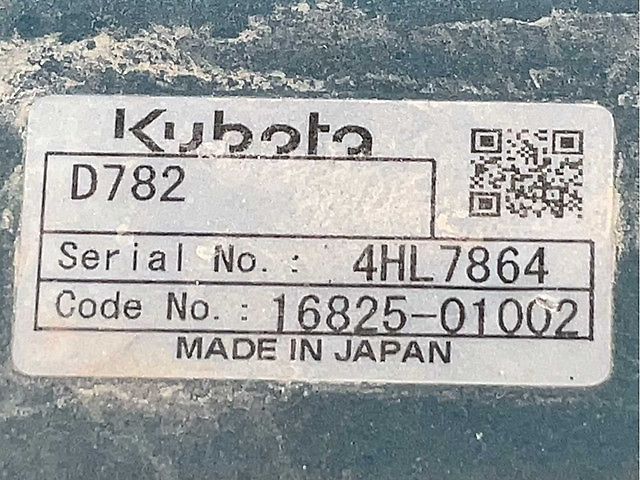 Kubota
D782
Serial No. : 4HL7864
Code No. : 16825-01002
MADE IN JAPAN